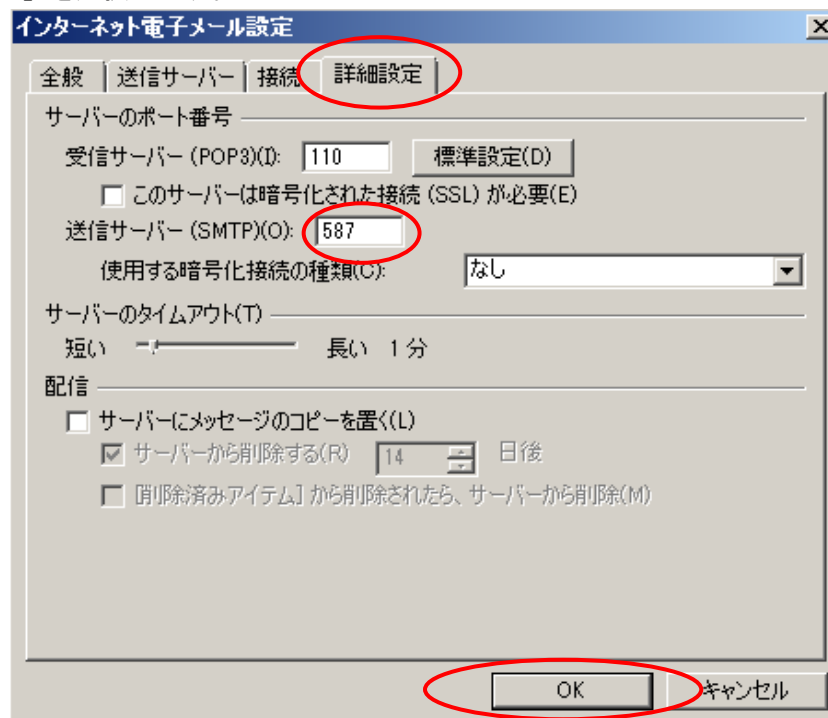 インターネット電子メール設定
全般 送信サーバー 接続 詳細設定
サーバーのポート番号
受信サーバー (POP3)(I): 110 標準設定(D)
このサーバーは暗号化された接続 (SSL) が必要(E)
送信サーバー (SMTP)(O): 587
使用する暗号化接続の種類(C): なし
サーバーのタイムアウト(T)
短い 長い 1 分
配信
サーバーにメッセージのコピーを置く(L)
サーバーから削除する(R) 14 日後
[削除済みアイテム] から削除されたら、サーバーから削除(M)
OK キャンセル